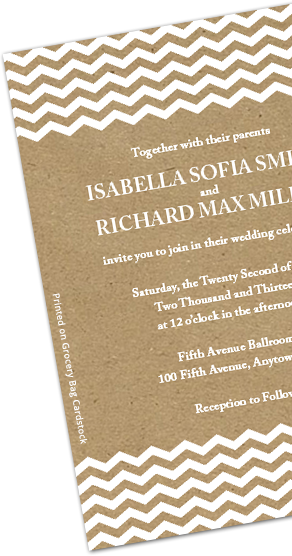 Together with their parents
ISABELLA SOFIA
and
RICHARD MAX
invite you to join in their wedding
Saturday, the Twenty Second of
Two Thousand and
at 12 o'clock in the
Fifth Avenue
100 Fifth Avenue,
Reception to
Printed on Grocery Bag Cardstock